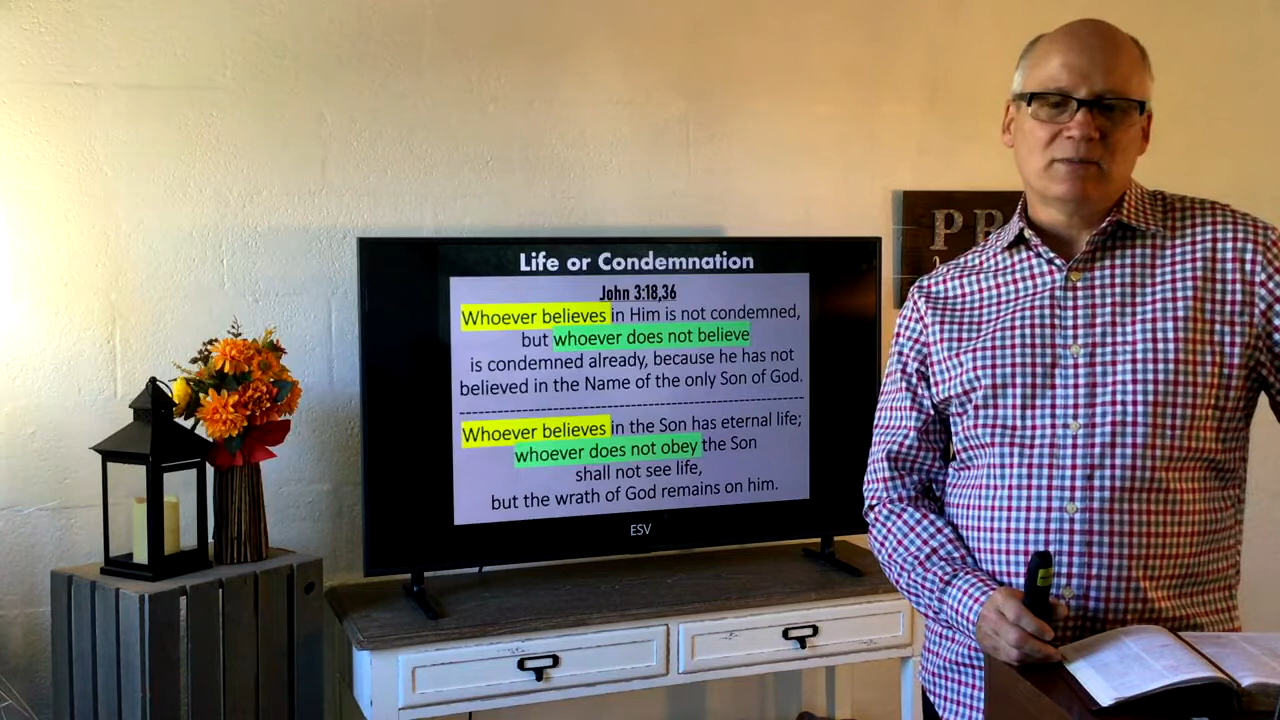 Life or Condemnation
John 3:18,36
Whoever believes in Him is not condemned,
but whoever does not believe
is condemned already, because he has not
believed in the Name of the only Son of God.
Whoever believes in the Son has eternal life;
whoever does not obey the Son
shall not see life,
but the wrath of God remains on him.
ESV